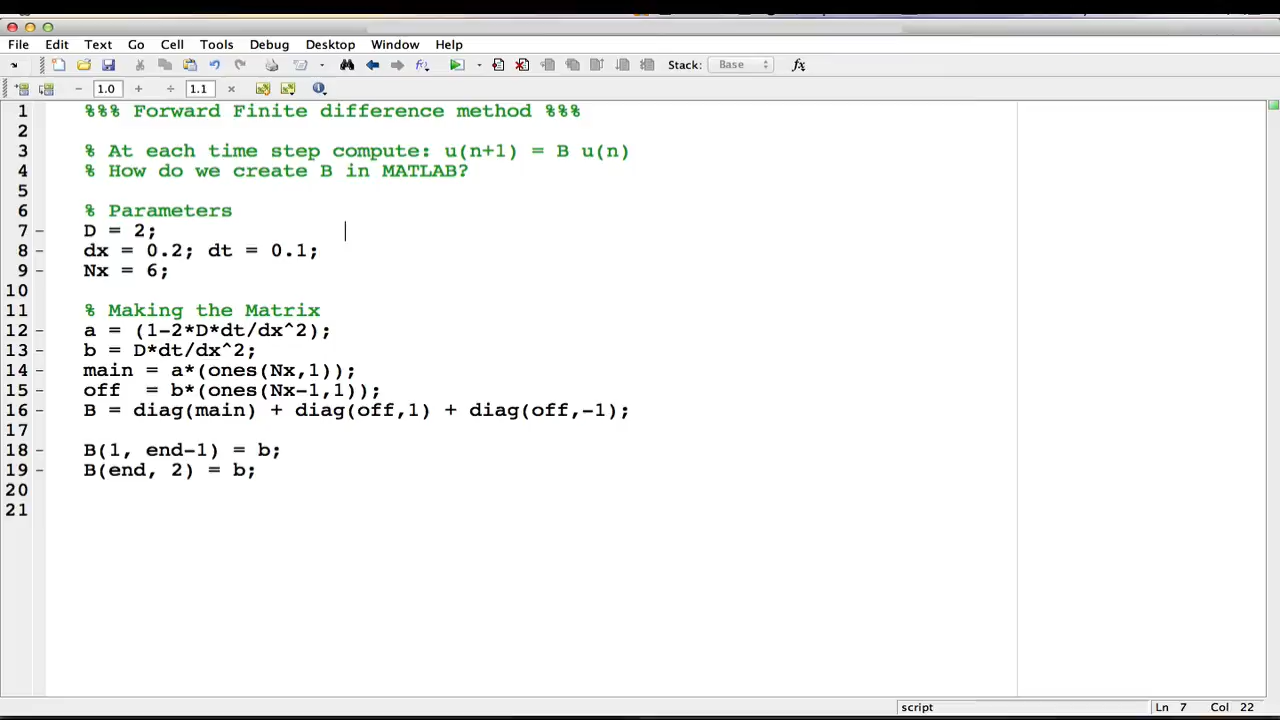 File Edit Text Go Cell Tools Debug Desktop Window Help
Stack: Base fx
1.0 1.1
1 %%% Forward Finite difference method %%%
2
3 % At each time step compute: u(n+1) = B u(n)
4 % How do we create B in MATLAB?
5
6 % Parameters
7 - D = 2;
8 - dx = 0.2; dt = 0.1;
9 - Nx = 6;
10
11 % Making the Matrix
12 - a = (1-2*D*dt/dx^2);
13 - b = D*dt/dx^2;
14 - main = a*(ones(Nx,1));
15 - off  = b*(ones(Nx-1,1));
16 - B = diag(main) + diag(off,1) + diag(off,-1);
17
18 - B(1, end-1) = b;
19 - B(end, 2) = b;
20
21
script Ln 7 Col 22